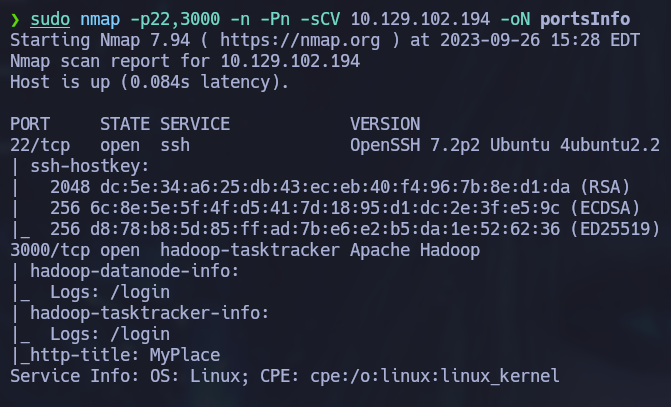 ❯ sudo nmap -p22,3000 -n -Pn -sCV 10.129.102.194 -oN portsInfo
Starting Nmap 7.94 ( https://nmap.org ) at 2023-09-26 15:28 EDT
Nmap scan report for 10.129.102.194
Host is up (0.084s latency).

PORT     STATE SERVICE            VERSION
22/tcp   open  ssh                OpenSSH 7.2p2 Ubuntu 4ubuntu2.2
| ssh-hostkey:
|   2048 dc:5e:34:a6:25:db:43:ec:eb:40:f4:96:7b:8e:d1:da (RSA)
|   256 6c:8e:5e:5f:4f:d5:41:7d:18:95:d1:dc:2e:3f:e5:9c (ECDSA)
|_  256 d8:78:b8:5d:85:ff:ad:7b:e6:e2:b5:da:1e:52:62:36 (ED25519)
3000/tcp open  hadoop-tasktracker Apache Hadoop
| hadoop-datanode-info:
|_  Logs: /login
| hadoop-tasktracker-info:
|_  Logs: /login
|_http-title: MyPlace
Service Info: OS: Linux; CPE: cpe:/o:linux:linux_kernel